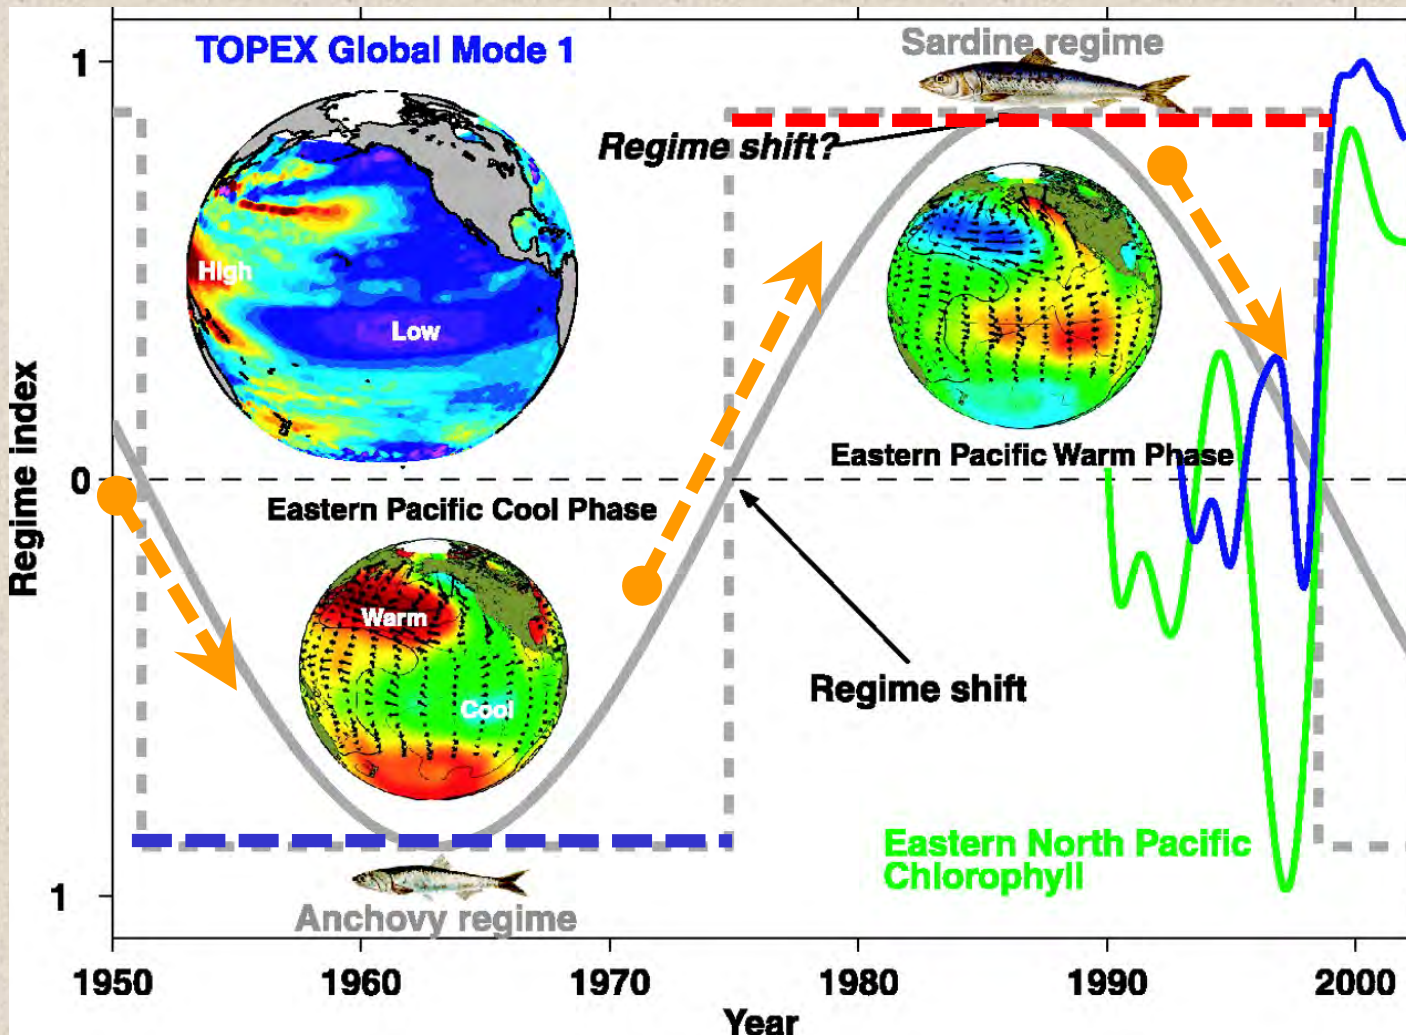 TOPEX Global Mode 1
Sardine regime
1
Regime shift?
High
Low
Regime index
Eastern Pacific Warm Phase
0
Eastern Pacific Cool Phase
Warm
Cool
Regime shift
Eastern North Pacific
Chlorophyll
1
Anchovy regime
1950 1960 1970 1980 1990 2000
Year